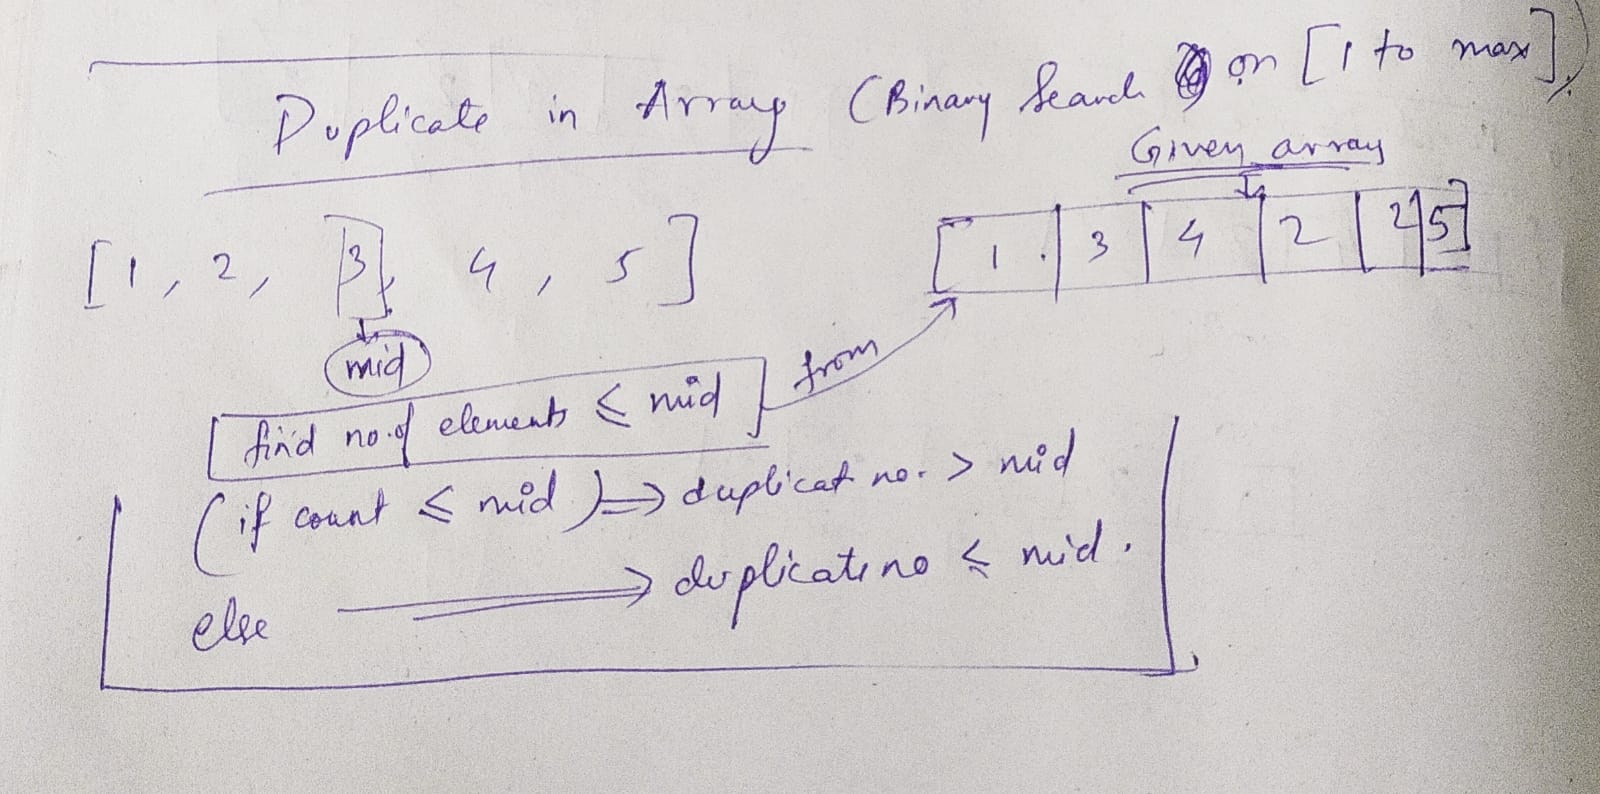 Duplicate in Array (Binary Search on [1 to max])
Given array
[1, 2, 3, 4, 5]
[1 . 3 4 2 2 5]
mid
find no. of elements ≤ mid
from
(if count ≤ mid) ⇒ duplicat no. > mid
else ⇒ duplicate no ≤ mid.